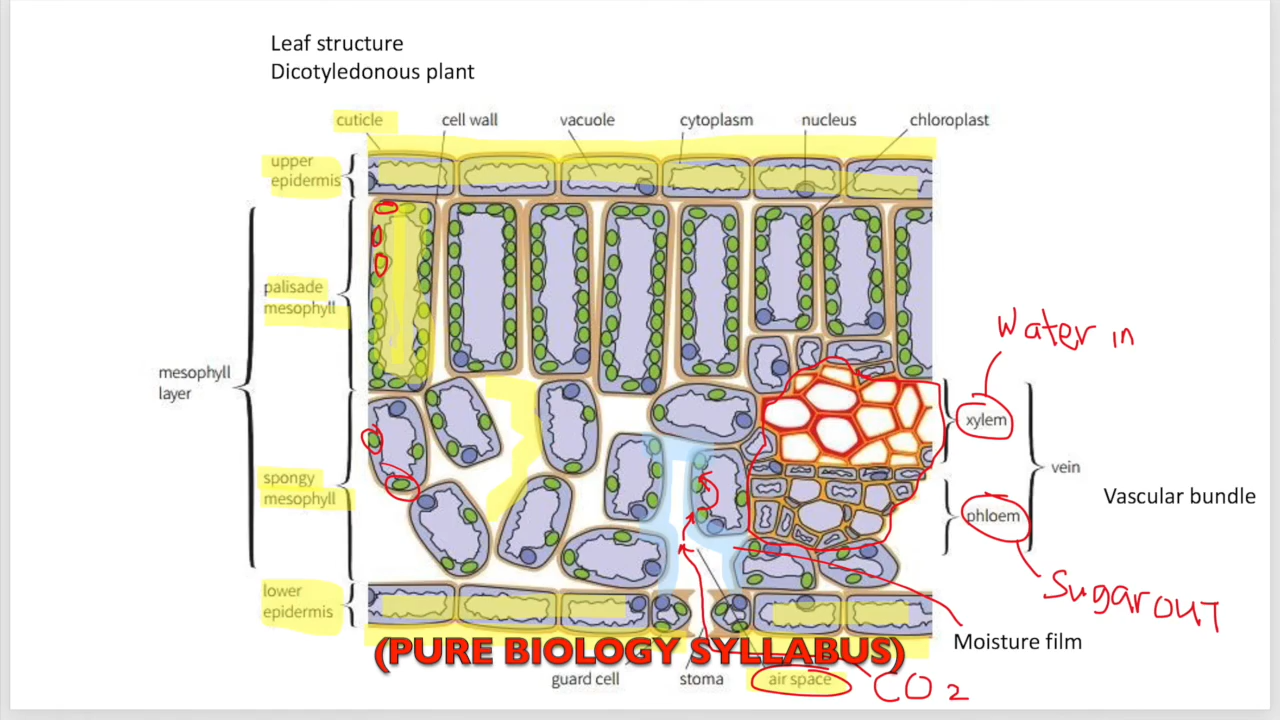 Leaf structure
Dicotyledonous plant
cuticle
cell wall
vacuole
cytoplasm
nucleus
chloroplast
upper
epidermis
palisade
mesophyll
Water in
mesophyll
layer
xylem
vein
spongy
mesophyll
Vascular bundle
phloem
lower
epidermis
Sugar out
Moisture film
(PURE BIOLOGY SYLLABUS)
guard cell
stoma
air space
CO2